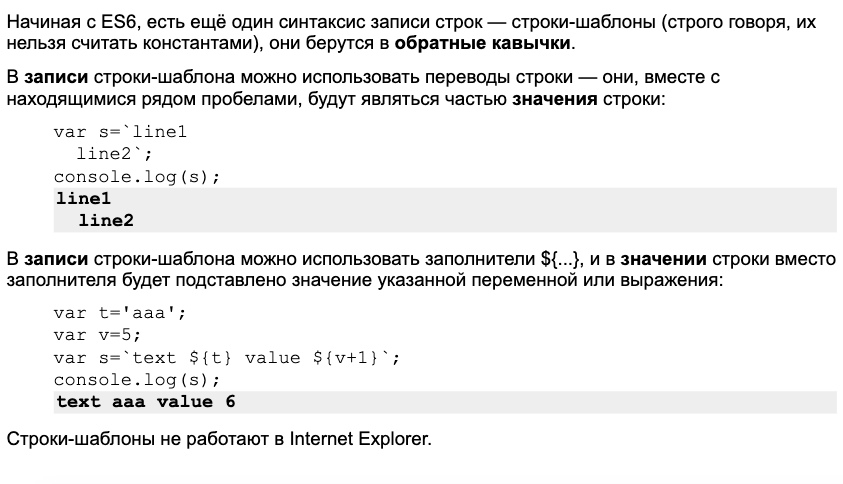 Начиная с ES6, есть ещё один синтаксис записи строк — строки-шаблоны (строго говоря, их
нельзя считать константами), они берутся в обратные кавычки.
В записи строки-шаблона можно использовать переводы строки — они, вместе с
находящимися рядом пробелами, будут являться частью значения строки:
var s=`line1
  line2`;
console.log(s);
line1
  line2
В записи строки-шаблона можно использовать заполнители ${...}, и в значении строки вместо
заполнителя будет подставлено значение указанной переменной или выражения:
var t='aaa';
var v=5;
var s=`text ${t} value ${v+1}`;
console.log(s);
text aaa value 6
Строки-шаблоны не работают в Internet Explorer.